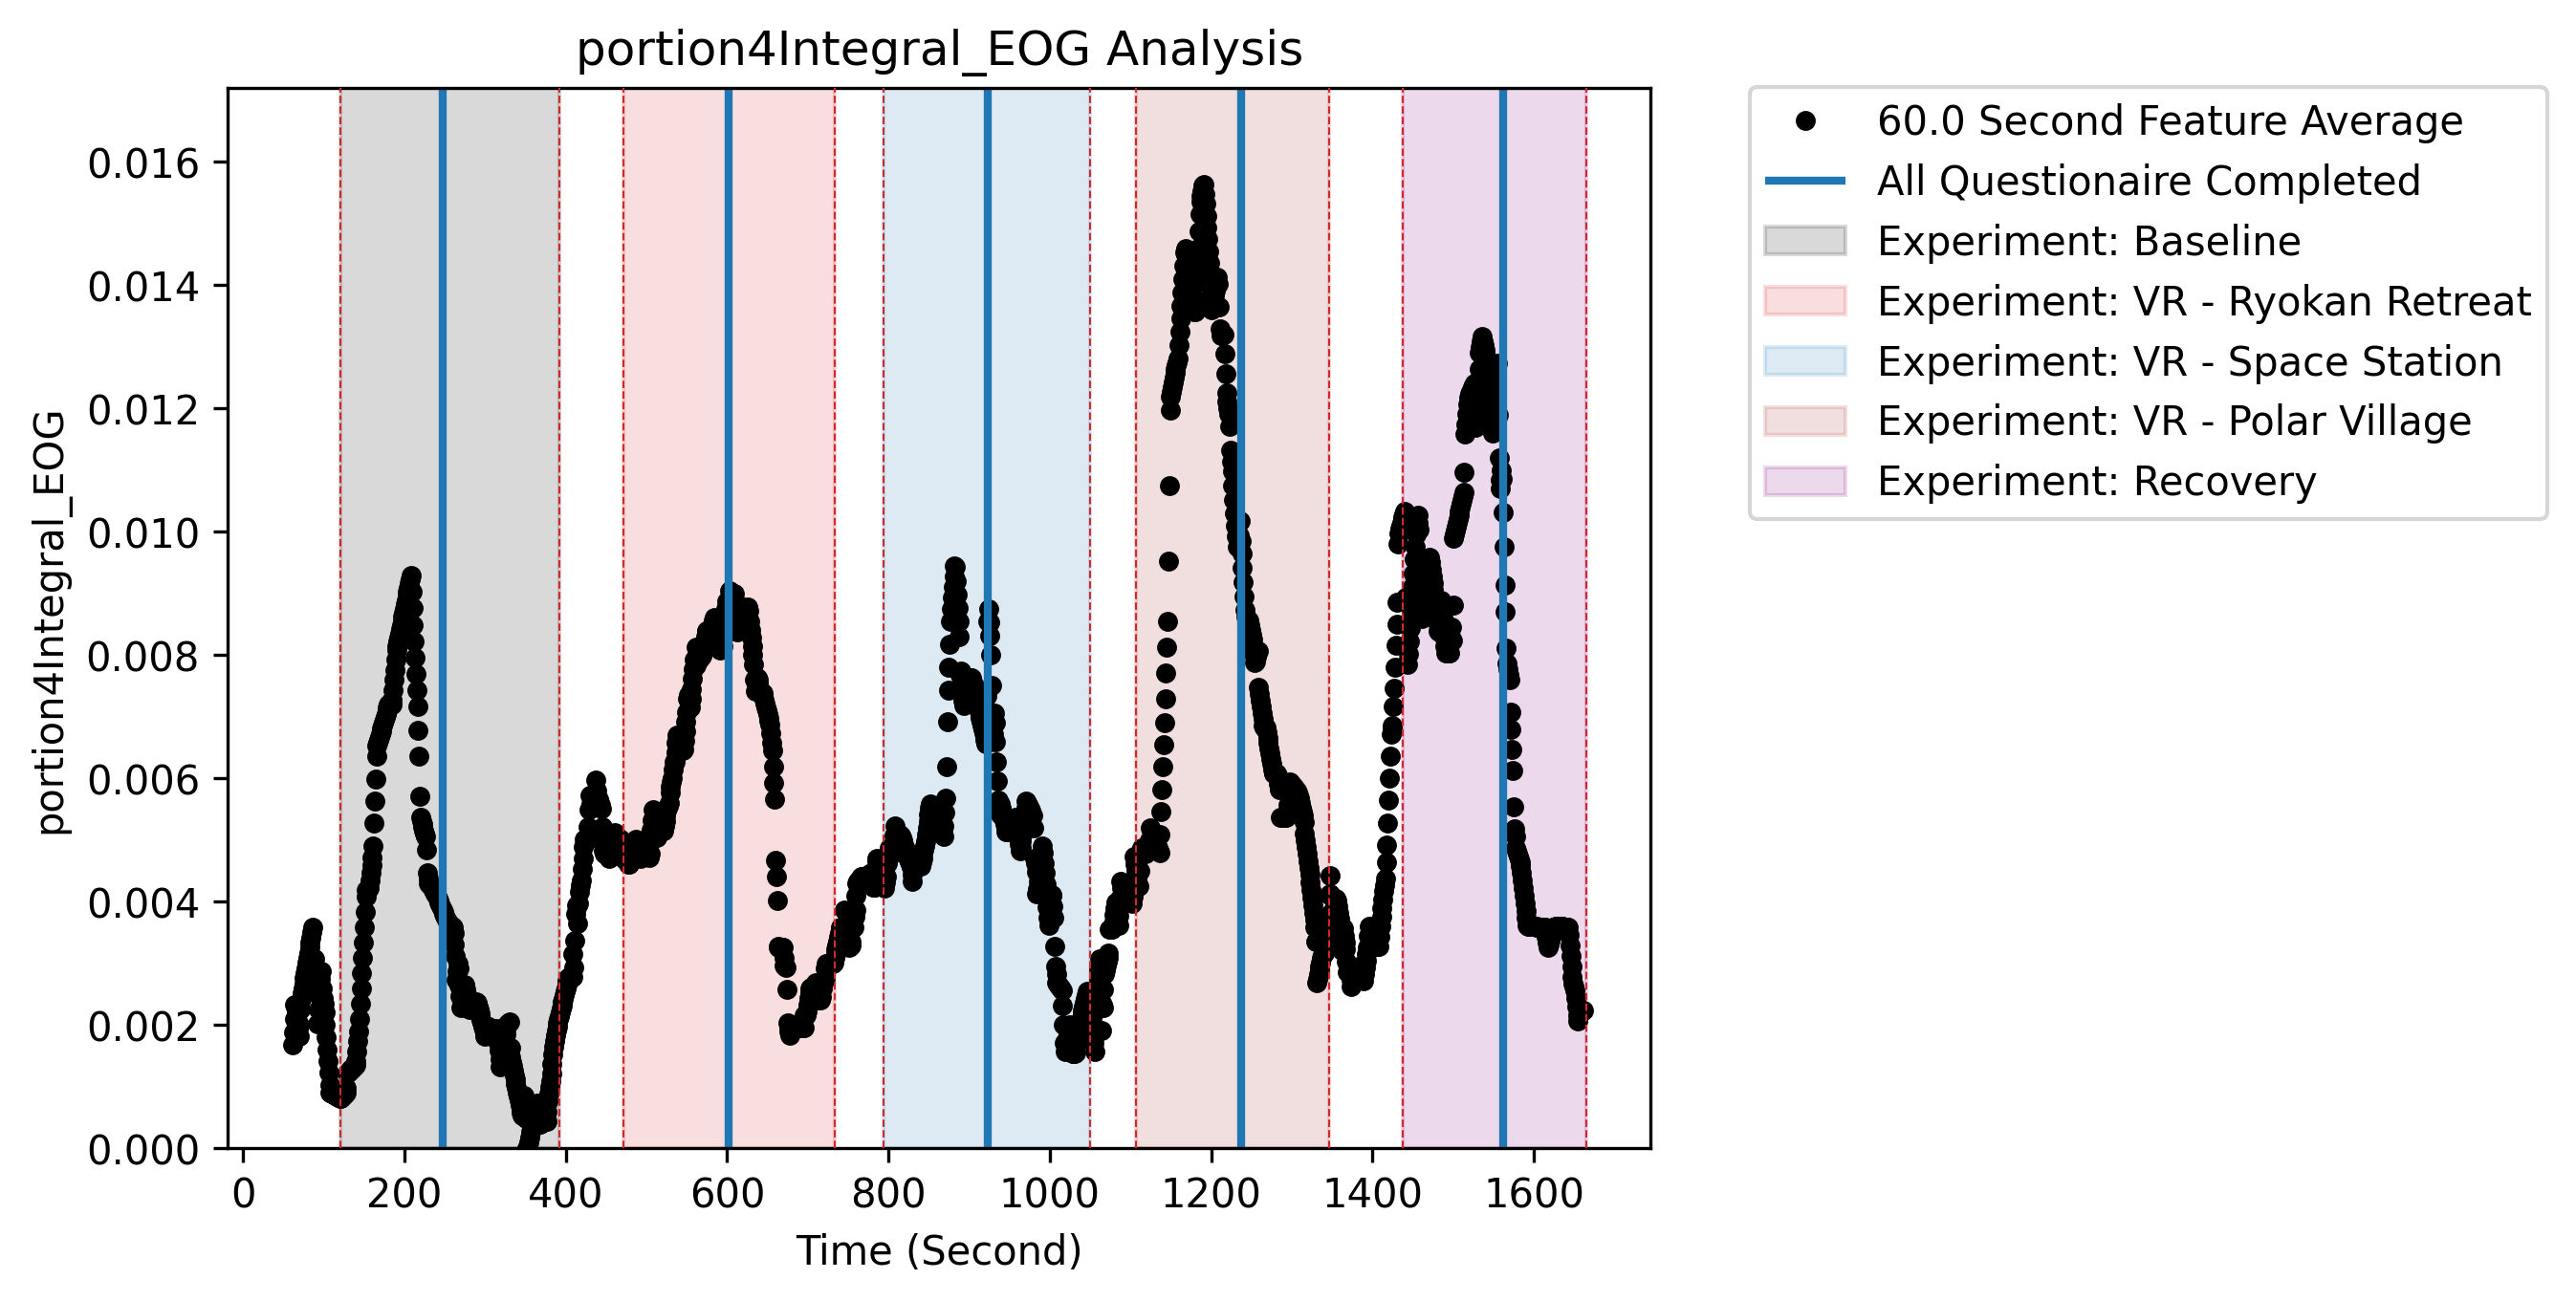 portion4Integral_EOG Analysis
portion4Integral_EOG
0.016
0.014
0.012
0.010
0.008
0.006
0.004
0.002
0.000
0 200 400 600 800 1000 1200 1400 1600
Time (Second)
60.0 Second Feature Average
All Questionaire Completed
Experiment: Baseline
Experiment: VR - Ryokan Retreat
Experiment: VR - Space Station
Experiment: VR - Polar Village
Experiment: Recovery